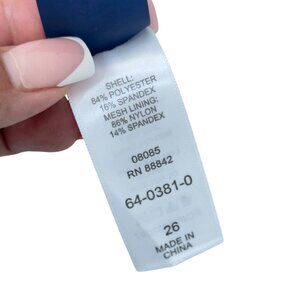 SHELL:
84% POLYESTER
16% SPANDEX
MESH LINING:
86% NYLON
14% SPANDEX
08085
RN 88842
64-0381-0
26
MADE IN
CHINA